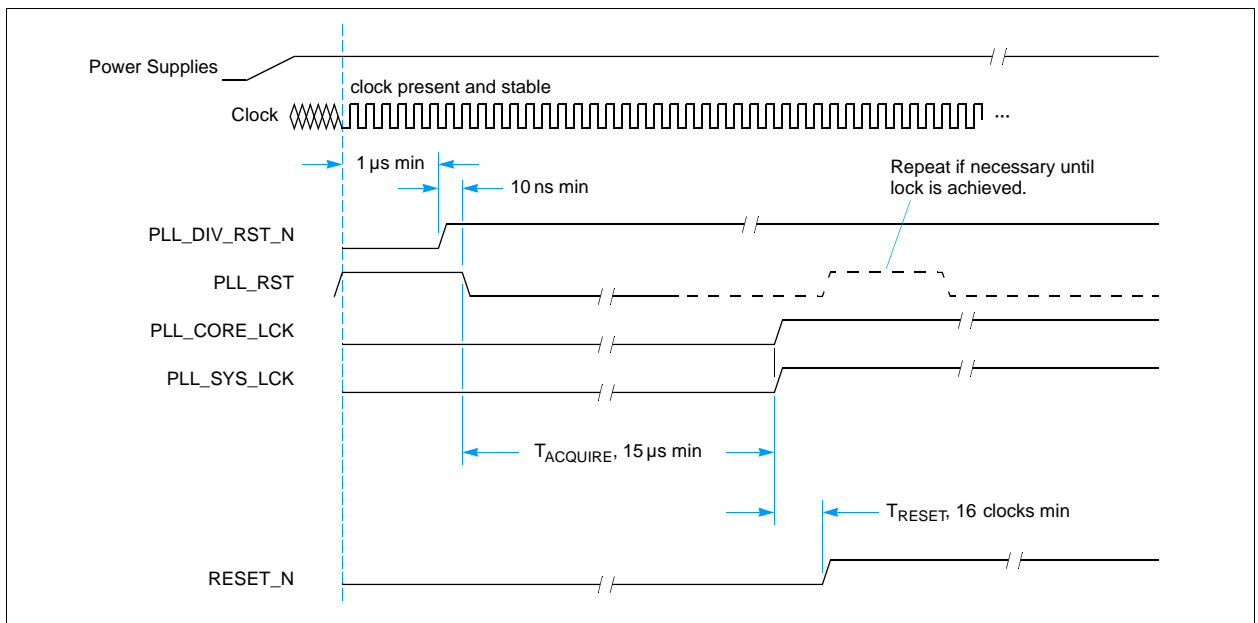 Power Supplies
clock present and stable
Clock
...
1 µs min
10 ns min
Repeat if necessary until
lock is achieved.
PLL_DIV_RST_N
PLL_RST
PLL_CORE_LCK
PLL_SYS_LCK
TACQUIRE, 15 µs min
TRESET, 16 clocks min
RESET_N